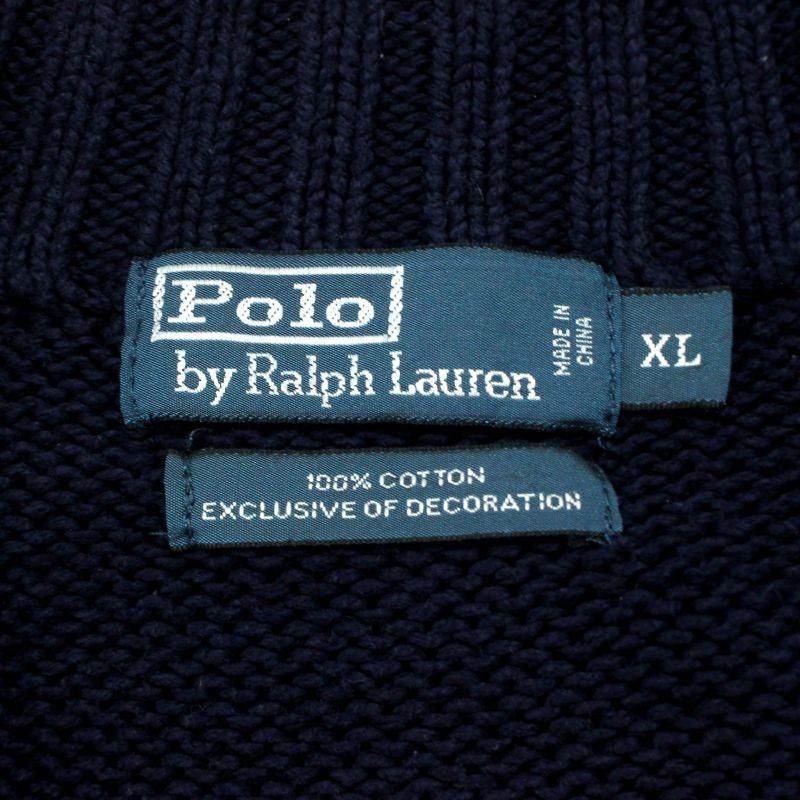 Polo
by Ralph Lauren
MADE IN
CHINA
XL
100% COTTON
EXCLUSIVE OF DECORATION